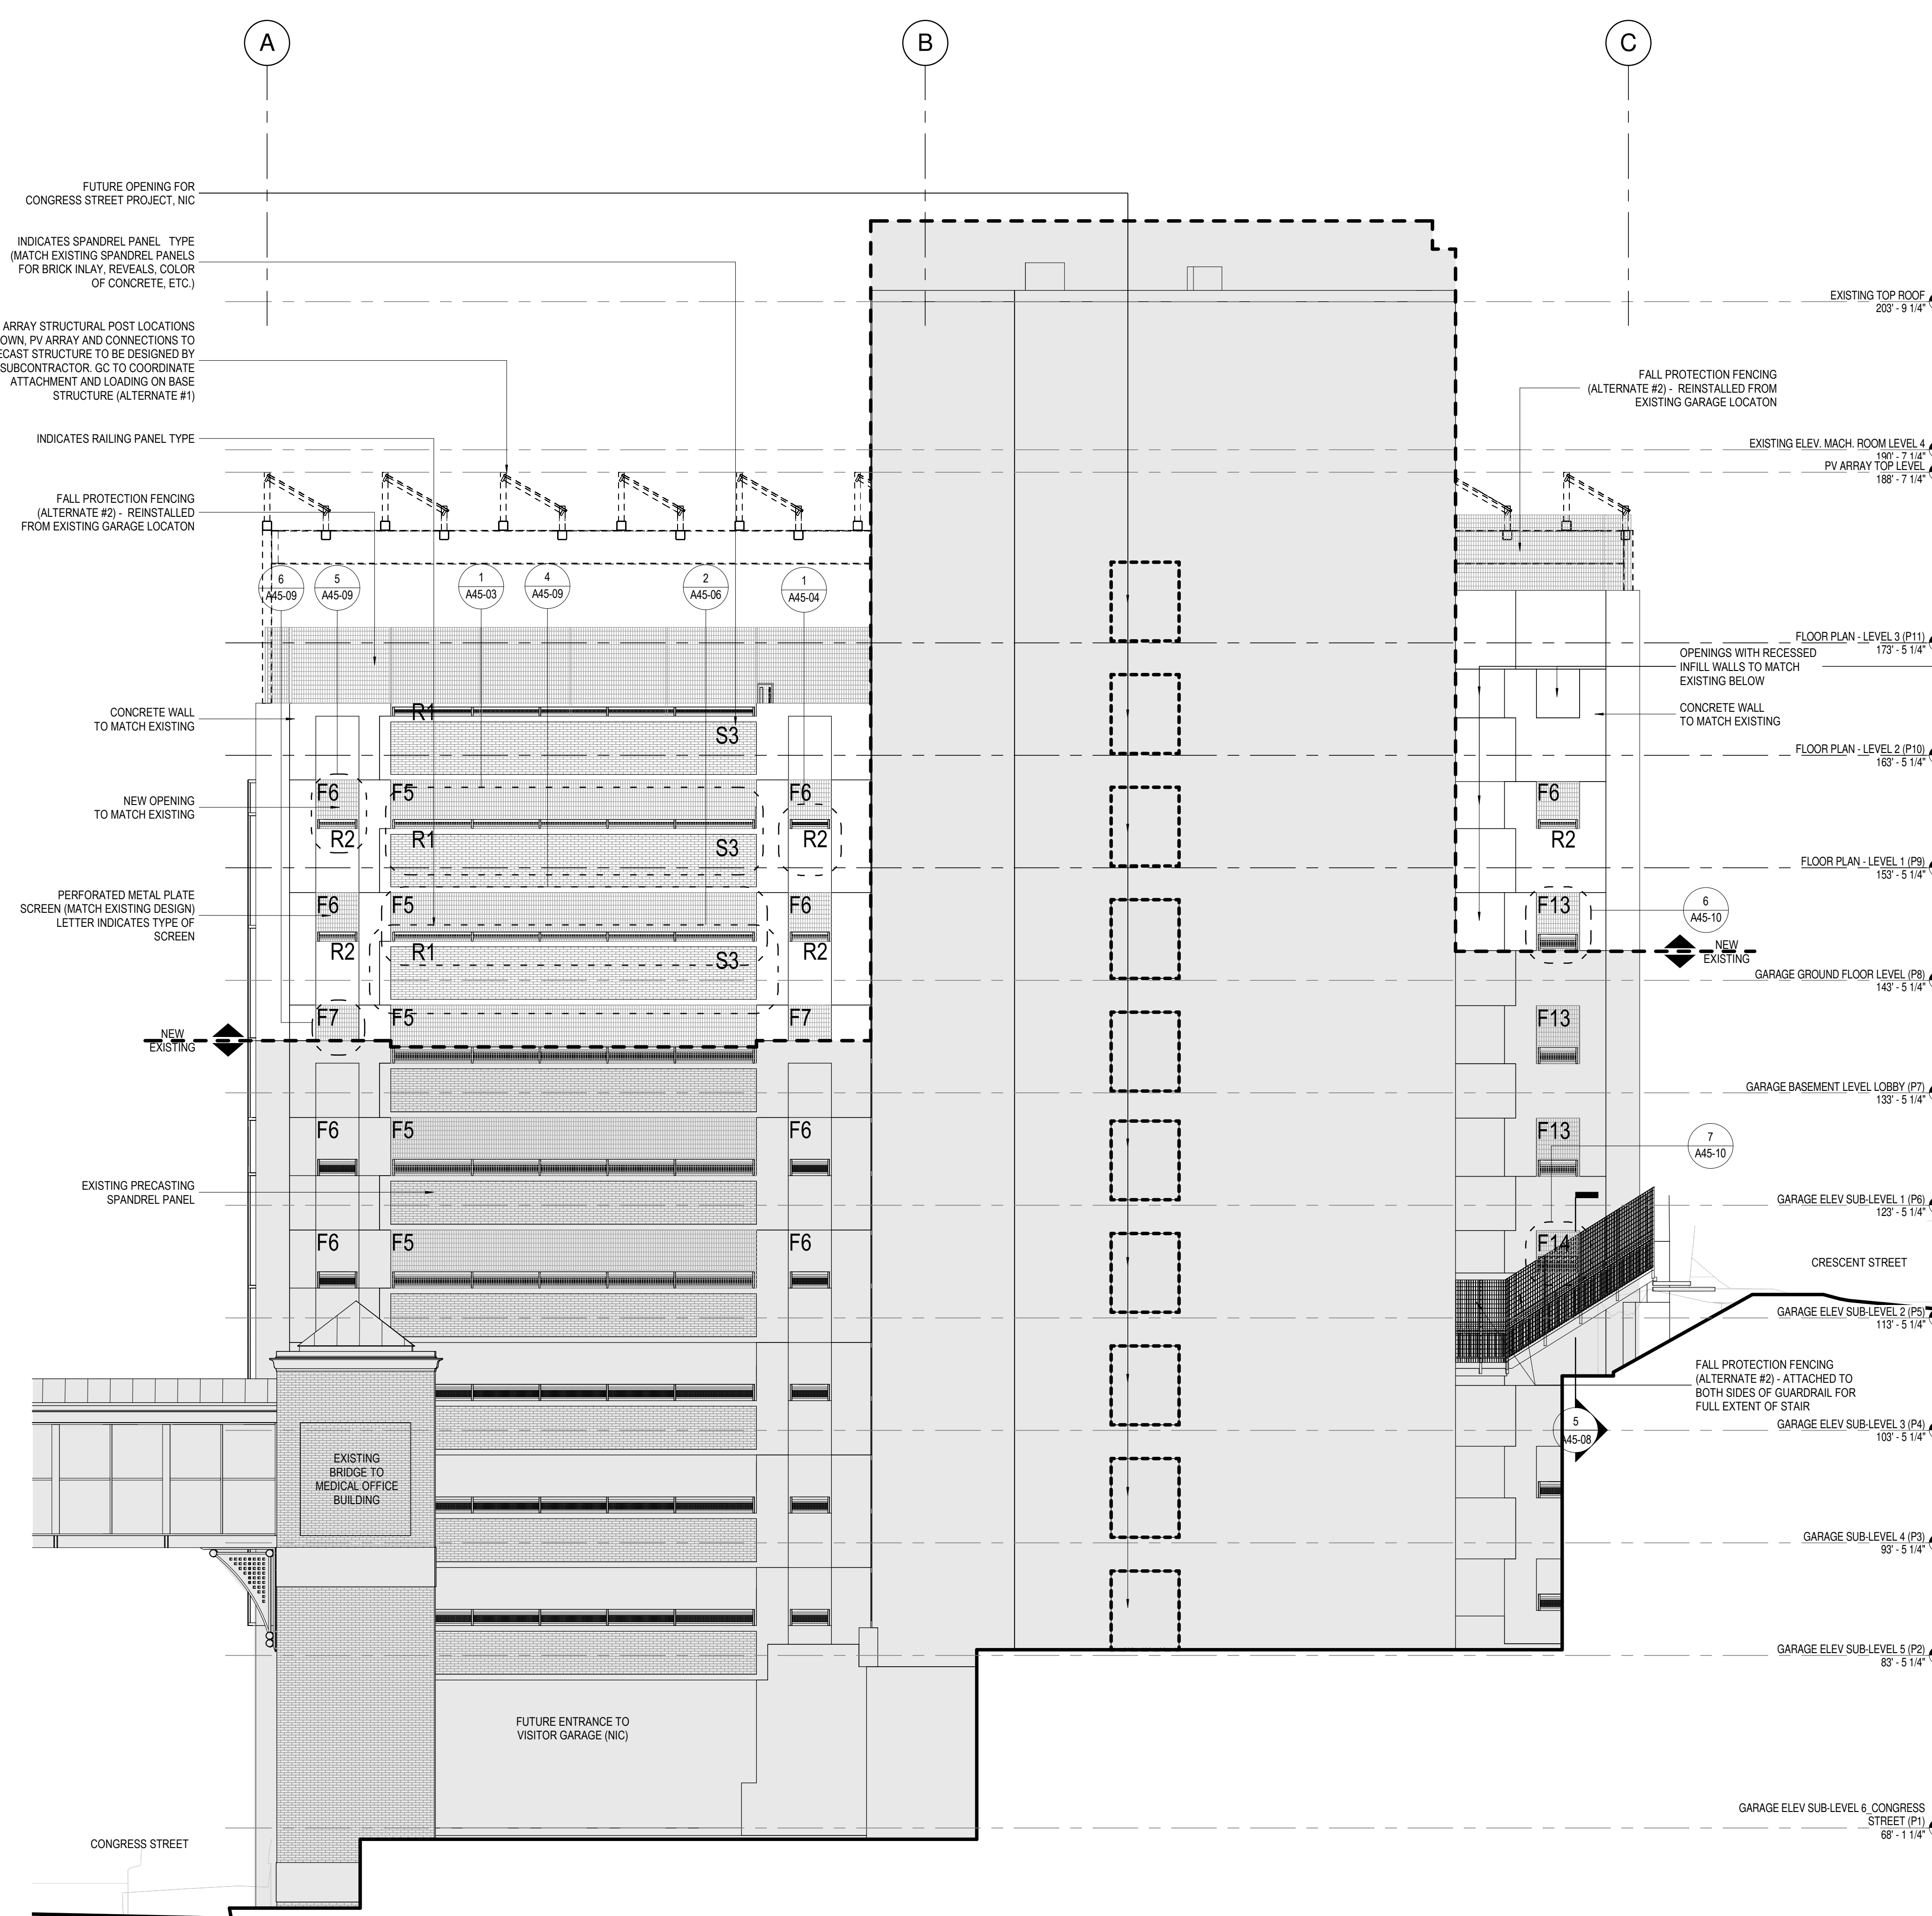 A
B
C
FUTURE OPENING FOR
CONGRESS STREET PROJECT, NIC
INDICATES SPANDREL PANEL TYPE
(MATCH EXISTING SPANDREL PANELS
FOR BRICK INLAY, REVEALS, COLOR
OF CONCRETE, ETC.)
ARRAY STRUCTURAL POST LOCATIONS
OWN, PV ARRAY AND CONNECTIONS TO
ECAST STRUCTURE TO BE DESIGNED BY
SUBCONTRACTOR. GC TO COORDINATE
ATTACHMENT AND LOADING ON BASE
STRUCTURE (ALTERNATE #1)
INDICATES RAILING PANEL TYPE
FALL PROTECTION FENCING
(ALTERNATE #2) - REINSTALLED
FROM EXISTING GARAGE LOCATON
6
A45-09
5
A45-09
1
A45-03
4
A45-09
2
A45-06
1
A45-04
CONCRETE WALL
TO MATCH EXISTING
NEW OPENING
TO MATCH EXISTING
PERFORATED METAL PLATE
SCREEN (MATCH EXISTING DESIGN)
LETTER INDICATES TYPE OF
SCREEN
NEW
EXISTING
EXISTING PRECASTING
SPANDREL PANEL
R1
S3
F6
F5
F6
R2
R1
S3
R2
F6
F5
F6
R2
R1
S3
R2
F7
F5
F7
F6
F5
F6
F6
F5
F6
EXISTING
BRIDGE TO
MEDICAL OFFICE
BUILDING
FUTURE ENTRANCE TO
VISITOR GARAGE (NIC)
CONGRESS STREET
EXISTING TOP ROOF
203' - 9 1/4"
FALL PROTECTION FENCING
(ALTERNATE #2) - REINSTALLED FROM
EXISTING GARAGE LOCATON
EXISTING ELEV. MACH. ROOM LEVEL 4
190' - 7 1/4"
PV ARRAY TOP LEVEL
188' - 7 1/4"
FLOOR PLAN - LEVEL 3 (P11)
173' - 5 1/4"
OPENINGS WITH RECESSED
INFILL WALLS TO MATCH
EXISTING BELOW
CONCRETE WALL
TO MATCH EXISTING
FLOOR PLAN - LEVEL 2 (P10)
163' - 5 1/4"
F6
R2
FLOOR PLAN - LEVEL 1 (P9)
153' - 5 1/4"
F13
6
A45-10
NEW
EXISTING
GARAGE GROUND FLOOR LEVEL (P8)
143' - 5 1/4"
F13
GARAGE BASEMENT LEVEL LOBBY (P7)
133' - 5 1/4"
F13
7
A45-10
GARAGE ELEV SUB-LEVEL 1 (P6)
123' - 5 1/4"
F14
CRESCENT STREET
GARAGE ELEV SUB-LEVEL 2 (P5)
113' - 5 1/4"
FALL PROTECTION FENCING
(ALTERNATE #2) - ATTACHED TO
BOTH SIDES OF GUARDRAIL FOR
FULL EXTENT OF STAIR
5
A45-08
GARAGE ELEV SUB-LEVEL 3 (P4)
103' - 5 1/4"
GARAGE SUB-LEVEL 4 (P3)
93' - 5 1/4"
GARAGE ELEV SUB-LEVEL 5 (P2)
83' - 5 1/4"
GARAGE ELEV SUB-LEVEL 6_CONGRESS
STREET (P1)
68' - 1 1/4"